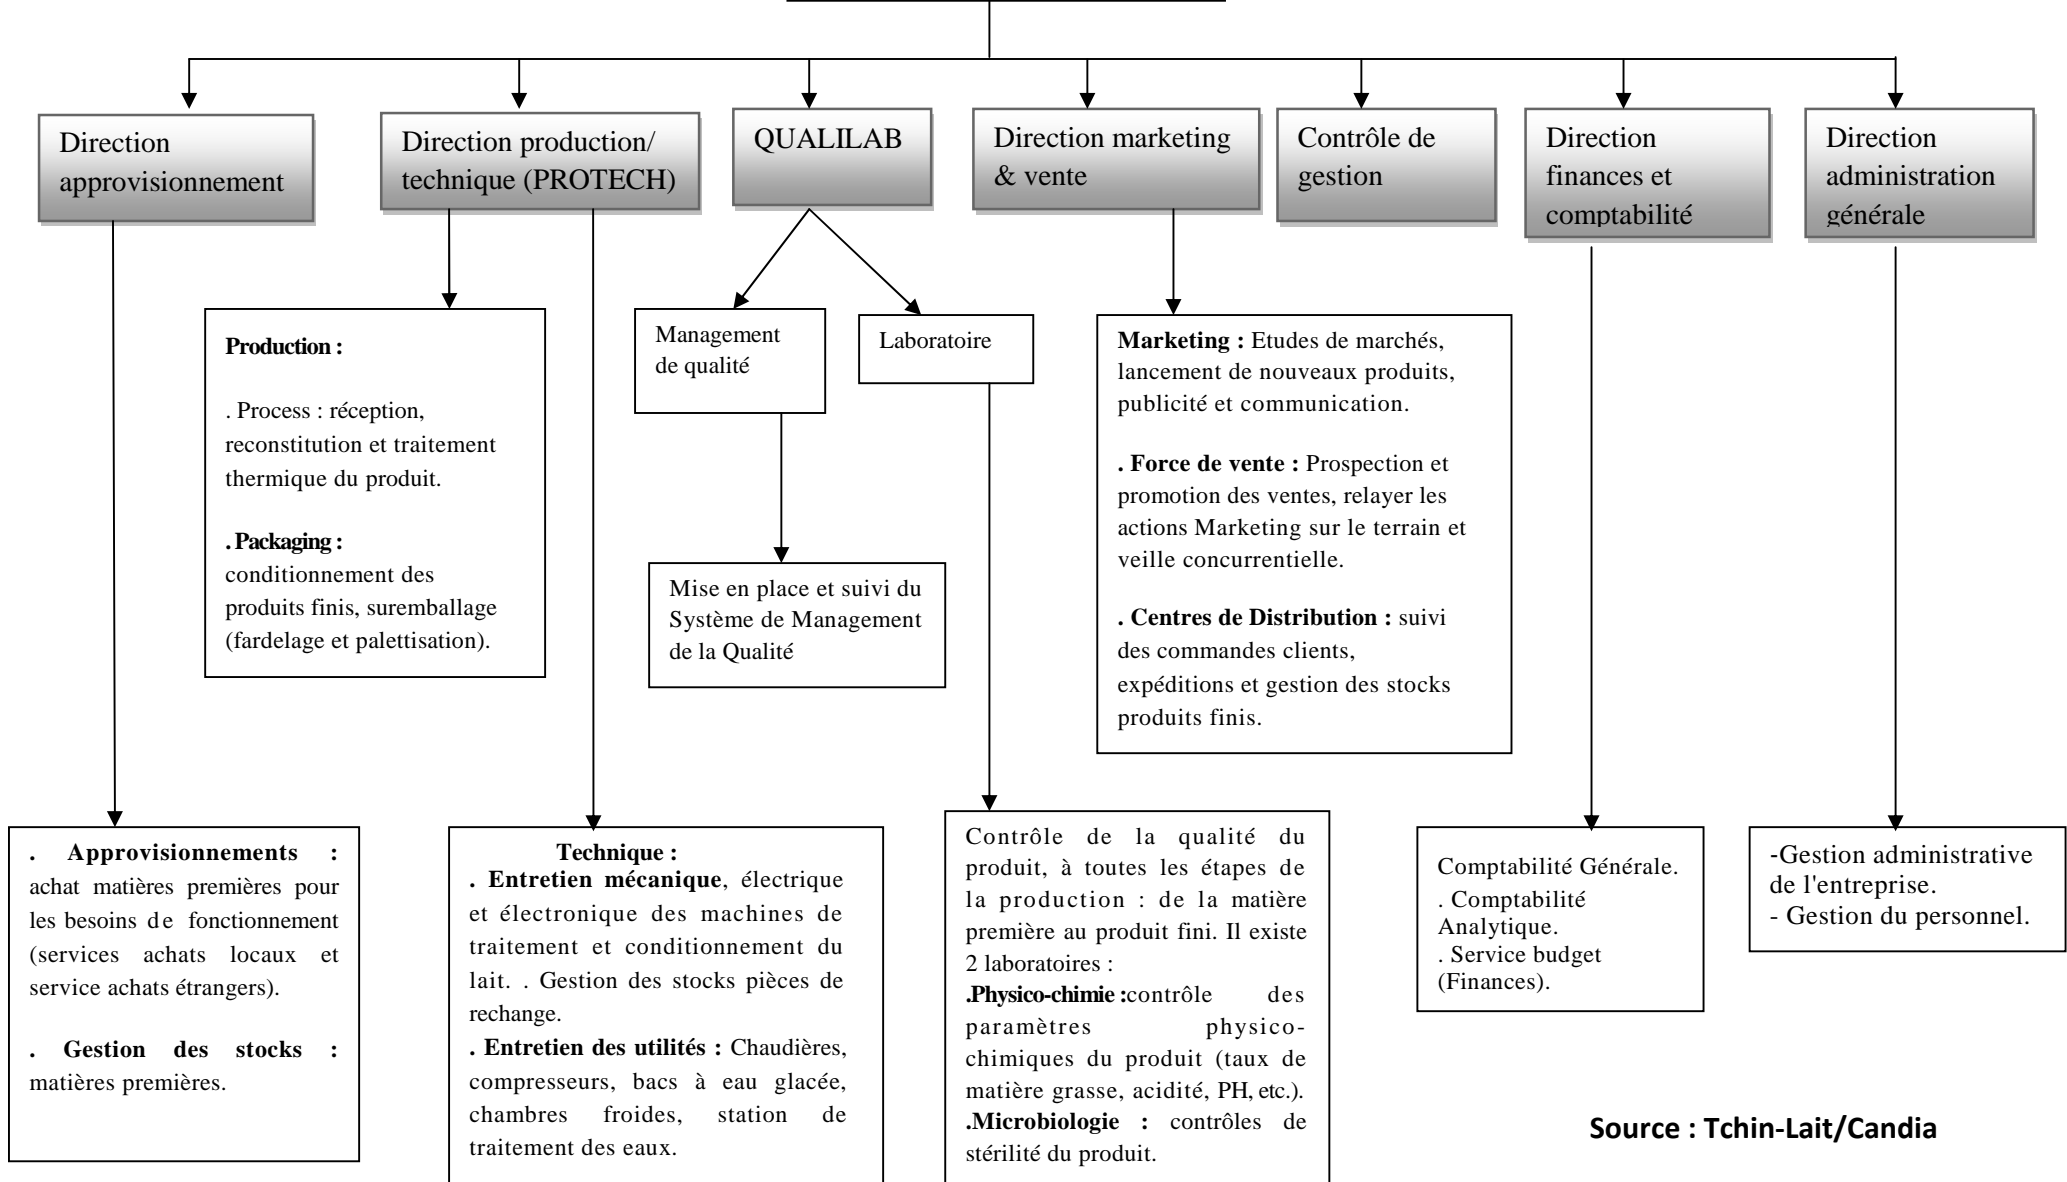 Direction
approvisionnement
Direction production/
technique (PROTECH)
QUALILAB
Direction marketing
& vente
Contrôle de
gestion
Direction
finances et
comptabilité
Direction
administration
générale
Production :
. Process : réception,
reconstitution et traitement
thermique du produit.
. Packaging :
conditionnement des
produits finis, suremballage
(fardelage et palettisation).
Management
de qualité
Laboratoire
Marketing : Etudes de marchés,
lancement de nouveaux produits,
publicité et communication.
. Force de vente : Prospection et
promotion des ventes, relayer les
actions Marketing sur le terrain et
veille concurrentielle.
. Centres de Distribution : suivi
des commandes clients,
expéditions et gestion des stocks
produits finis.
Mise en place et suivi du
Système de Management
de la Qualité
. Approvisionnements :
achat matières premières pour
les besoins de fonctionnement
(services achats locaux et
service achats étrangers).
. Gestion des stocks :
matières premières.
Technique :
. Entretien mécanique, électrique
et électronique des machines de
traitement et conditionnement du
lait. . Gestion des stocks pièces de
rechange.
. Entretien des utilités : Chaudières,
compresseurs, bacs à eau glacée,
chambres froides, station de
traitement des eaux.
Contrôle de la qualité du
produit, à toutes les étapes de
la production : de la matière
première au produit fini. Il existe
2 laboratoires :
.Physico-chimie :contrôle des
paramètres physico-
chimiques du produit (taux de
matière grasse, acidité, PH, etc.).
.Microbiologie : contrôles de
stérilité du produit.
Comptabilité Générale.
. Comptabilité
Analytique.
. Service budget
(Finances).
-Gestion administrative
de l'entreprise.
- Gestion du personnel.
Source : Tchin-Lait/Candia